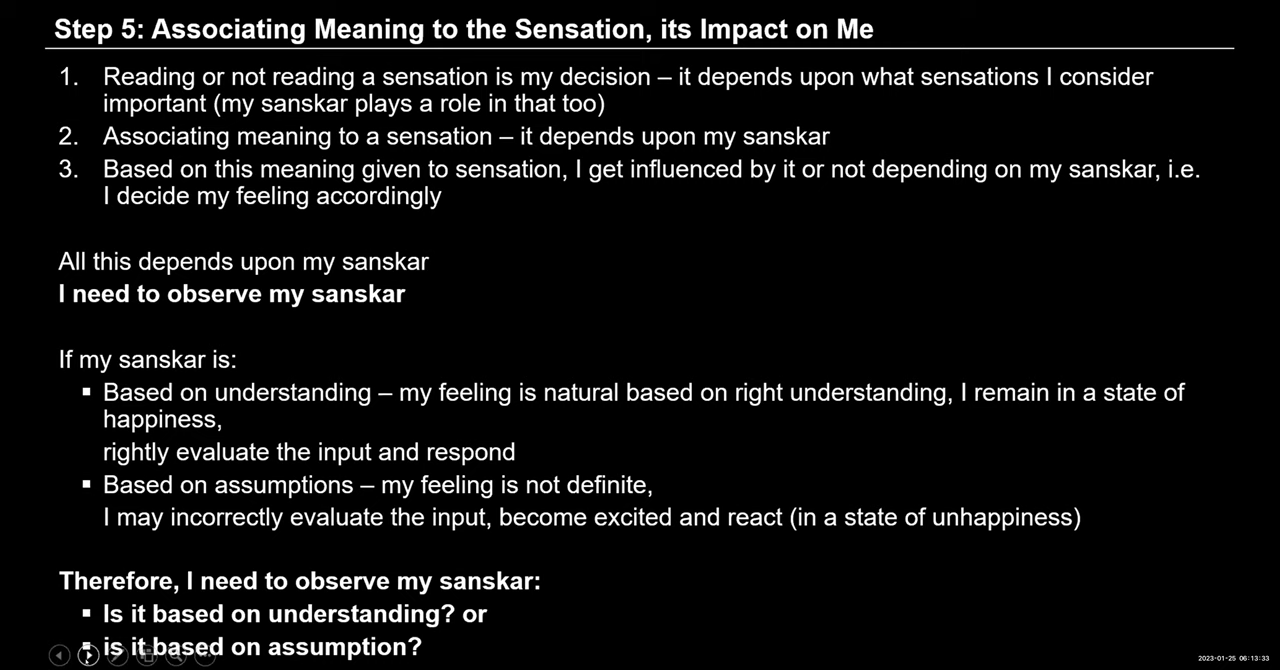 Step 5: Associating Meaning to the Sensation, its Impact on Me
1. Reading or not reading a sensation is my decision – it depends upon what sensations I consider
important (my sanskar plays a role in that too)
2. Associating meaning to a sensation – it depends upon my sanskar
3. Based on this meaning given to sensation, I get influenced by it or not depending on my sanskar, i.e.
I decide my feeling accordingly
All this depends upon my sanskar
I need to observe my sanskar
If my sanskar is:
▪ Based on understanding – my feeling is natural based on right understanding, I remain in a state of
happiness,
rightly evaluate the input and respond
▪ Based on assumptions – my feeling is not definite,
I may incorrectly evaluate the input, become excited and react (in a state of unhappiness)
Therefore, I need to observe my sanskar:
▪ Is it based on understanding? or
▪ is it based on assumption?
2023-01-25 06:13:33